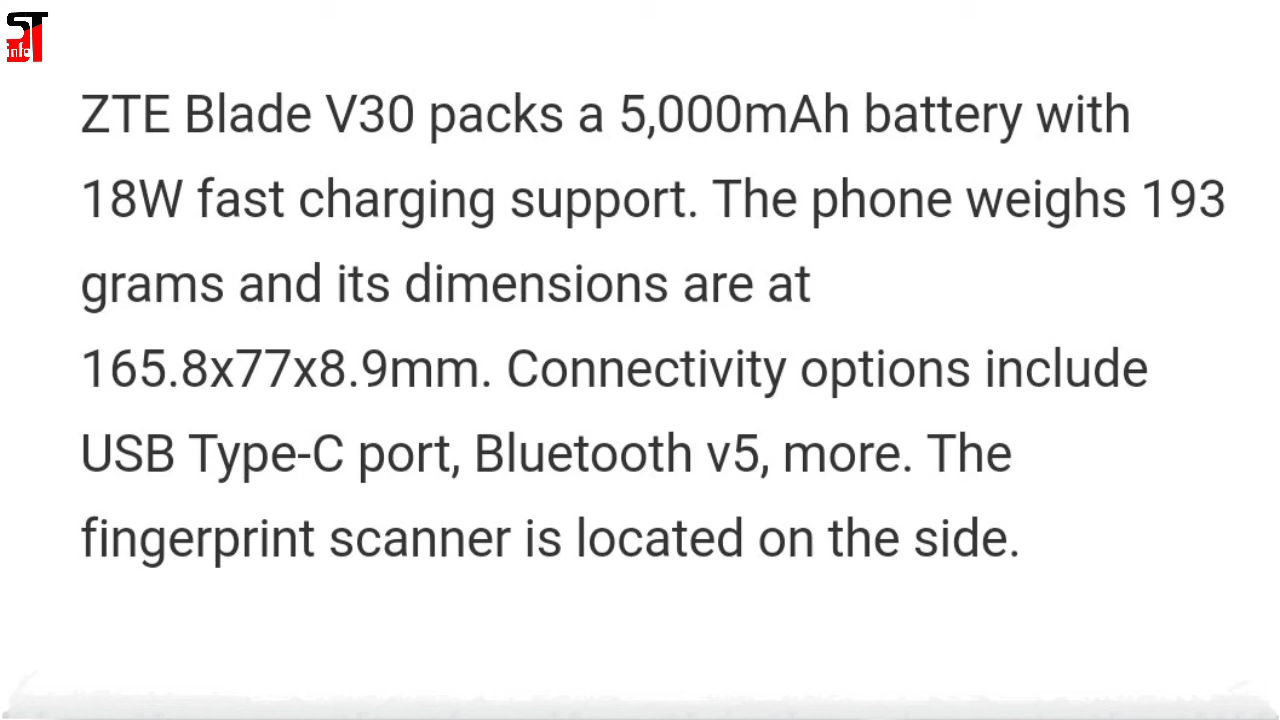 ST
info
ZTE Blade V30 packs a 5,000mAh battery with
18W fast charging support. The phone weighs 193
grams and its dimensions are at
165.8x77x8.9mm. Connectivity options include
USB Type-C port, Bluetooth v5, more. The
fingerprint scanner is located on the side.